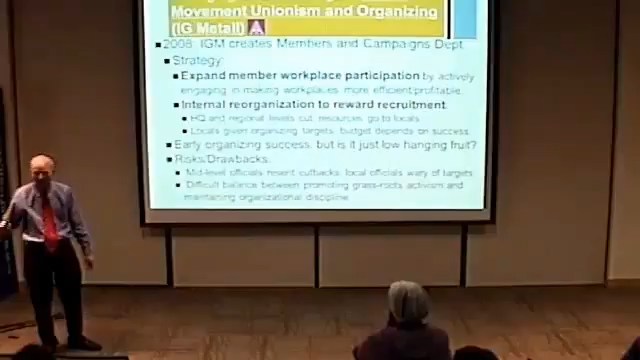 Movement Unionism and Organizing
(IG Metall)
2008: IGM creates Members and Campaigns Dept.
Strategy:
Expand member workplace participation by actively
engaging in making workplaces more efficient/profitable.
Internal reorganization to reward recruitment.
HQ and regional levels cut, resources go to locals.
Locals given organizing targets, budget depends on success.
Early organizing success, but is it just low hanging fruit?
Risks/Drawbacks:
Mid-level officials resent cutbacks, local officials wary of targets.
Difficult balance between promoting grass-roots activism and
maintaining organizational discipline.